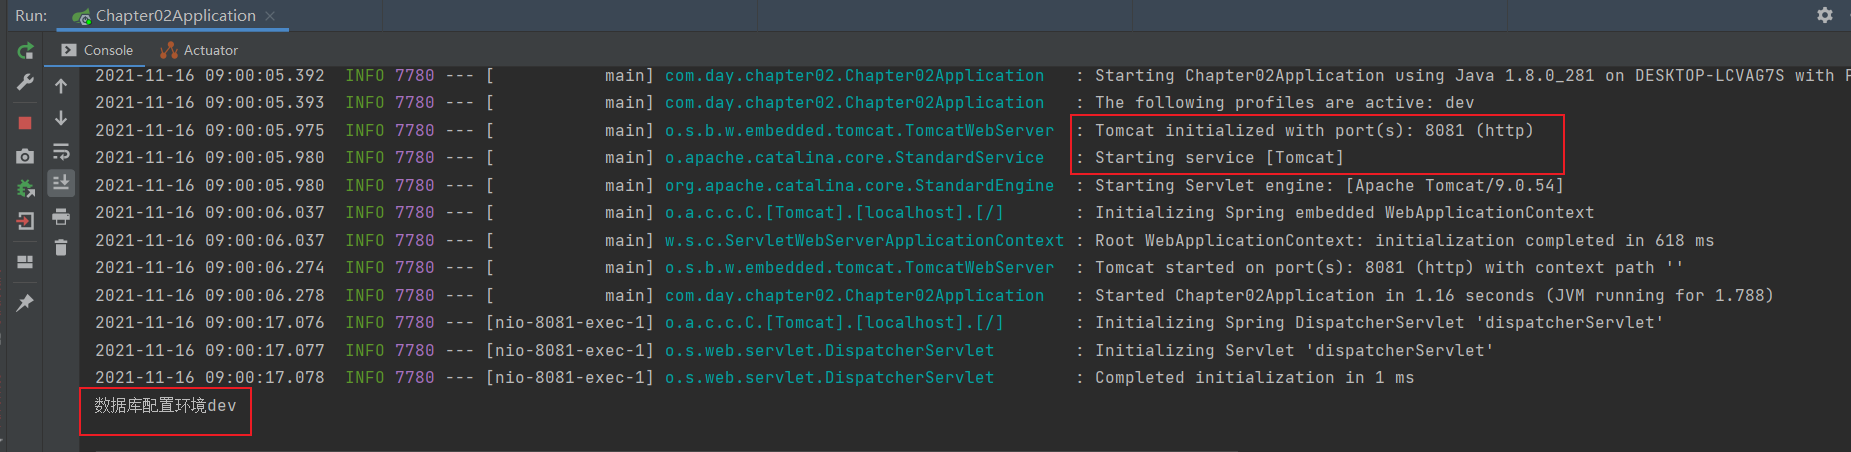 Run: Chapter02Application
Console Actuator
2021-11-16 09:00:05.392  INFO 7780 --- [           main] com.day.chapter02.Chapter02Application   : Starting Chapter02Application using Java 1.8.0_281 on DESKTOP-LCVAG7S with
2021-11-16 09:00:05.393  INFO 7780 --- [           main] com.day.chapter02.Chapter02Application   : The following profiles are active: dev
2021-11-16 09:00:05.975  INFO 7780 --- [           main] o.s.b.w.embedded.tomcat.TomcatWebServer  : Tomcat initialized with port(s): 8081 (http)
2021-11-16 09:00:05.980  INFO 7780 --- [           main] o.apache.catalina.core.StandardService   : Starting service [Tomcat]
2021-11-16 09:00:05.980  INFO 7780 --- [           main] org.apache.catalina.core.StandardEngine  : Starting Servlet engine: [Apache Tomcat/9.0.54]
2021-11-16 09:00:06.037  INFO 7780 --- [           main] o.a.c.c.C.[Tomcat].[localhost].[/]       : Initializing Spring embedded WebApplicationContext
2021-11-16 09:00:06.037  INFO 7780 --- [           main] w.s.c.ServletWebServerApplicationContext : Root WebApplicationContext: initialization completed in 618 ms
2021-11-16 09:00:06.274  INFO 7780 --- [           main] o.s.b.w.embedded.tomcat.TomcatWebServer  : Tomcat started on port(s): 8081 (http) with context path ''
2021-11-16 09:00:06.278  INFO 7780 --- [           main] com.day.chapter02.Chapter02Application   : Started Chapter02Application in 1.16 seconds (JVM running for 1.788)
2021-11-16 09:00:17.076  INFO 7780 --- [nio-8081-exec-1] o.a.c.c.C.[Tomcat].[localhost].[/]       : Initializing Spring DispatcherServlet 'dispatcherServlet'
2021-11-16 09:00:17.077  INFO 7780 --- [nio-8081-exec-1] o.s.web.servlet.DispatcherServlet        : Initializing Servlet 'dispatcherServlet'
2021-11-16 09:00:17.078  INFO 7780 --- [nio-8081-exec-1] o.s.web.servlet.DispatcherServlet        : Completed initialization in 1 ms
数据库配置环境dev